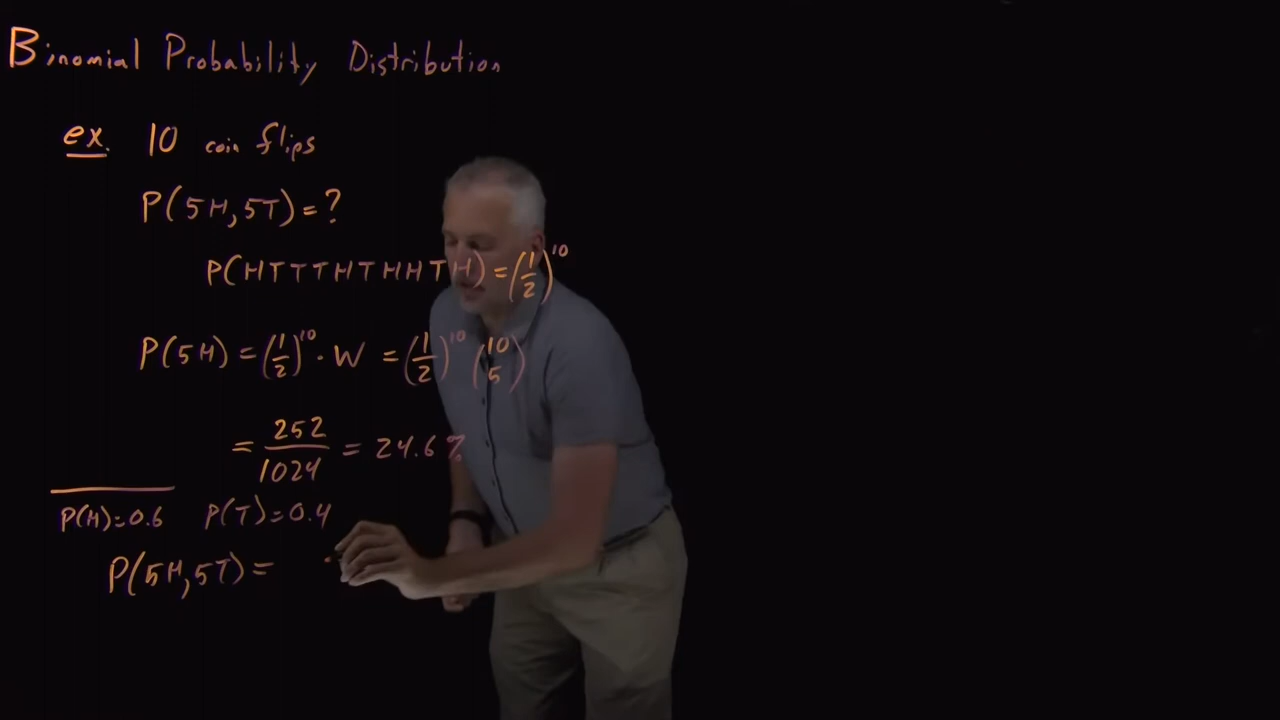 Binomial Probability Distribution
ex. 10 coin flips
P(5H,5T)=?
P(HTTTHTHHTH)=(1/2)^10
P(5H)=(1/2)^10·W=(1/2)^10(10 5)
=252/1024=24.6%
P(H)=0.6 P(T)=0.4
P(5H,5T)=